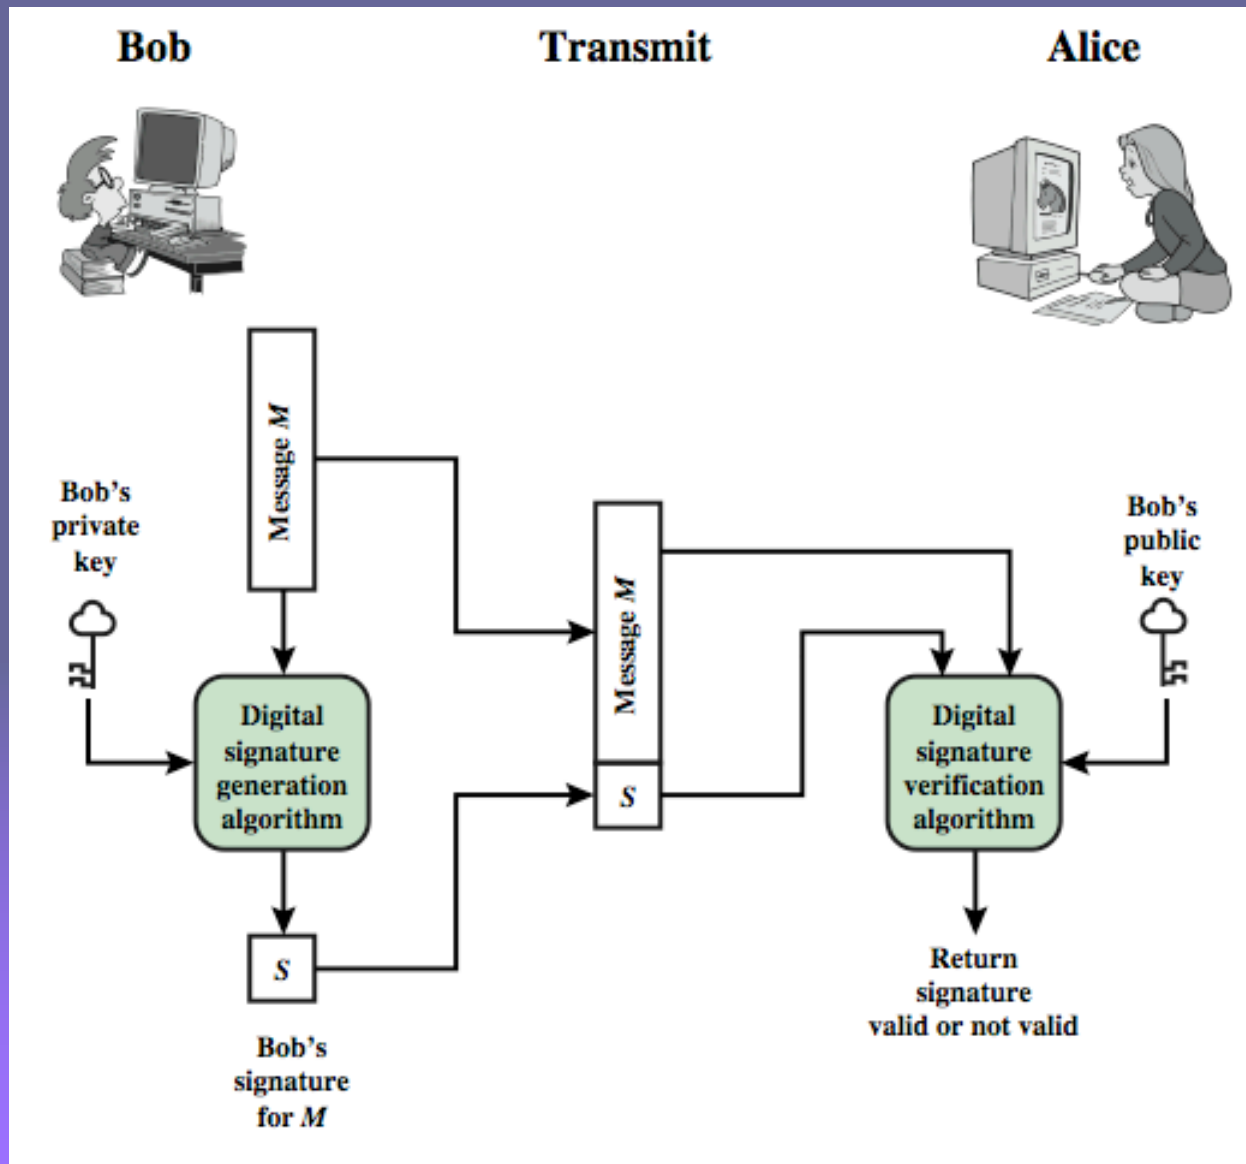 Bob
Transmit
Alice
Message M
Bob's
private
key
Message M
Bob's
public
key
Digital
signature
generation
algorithm
S
Digital
signature
verification
algorithm
S
Bob's
signature
for M
Return
signature
valid or not valid